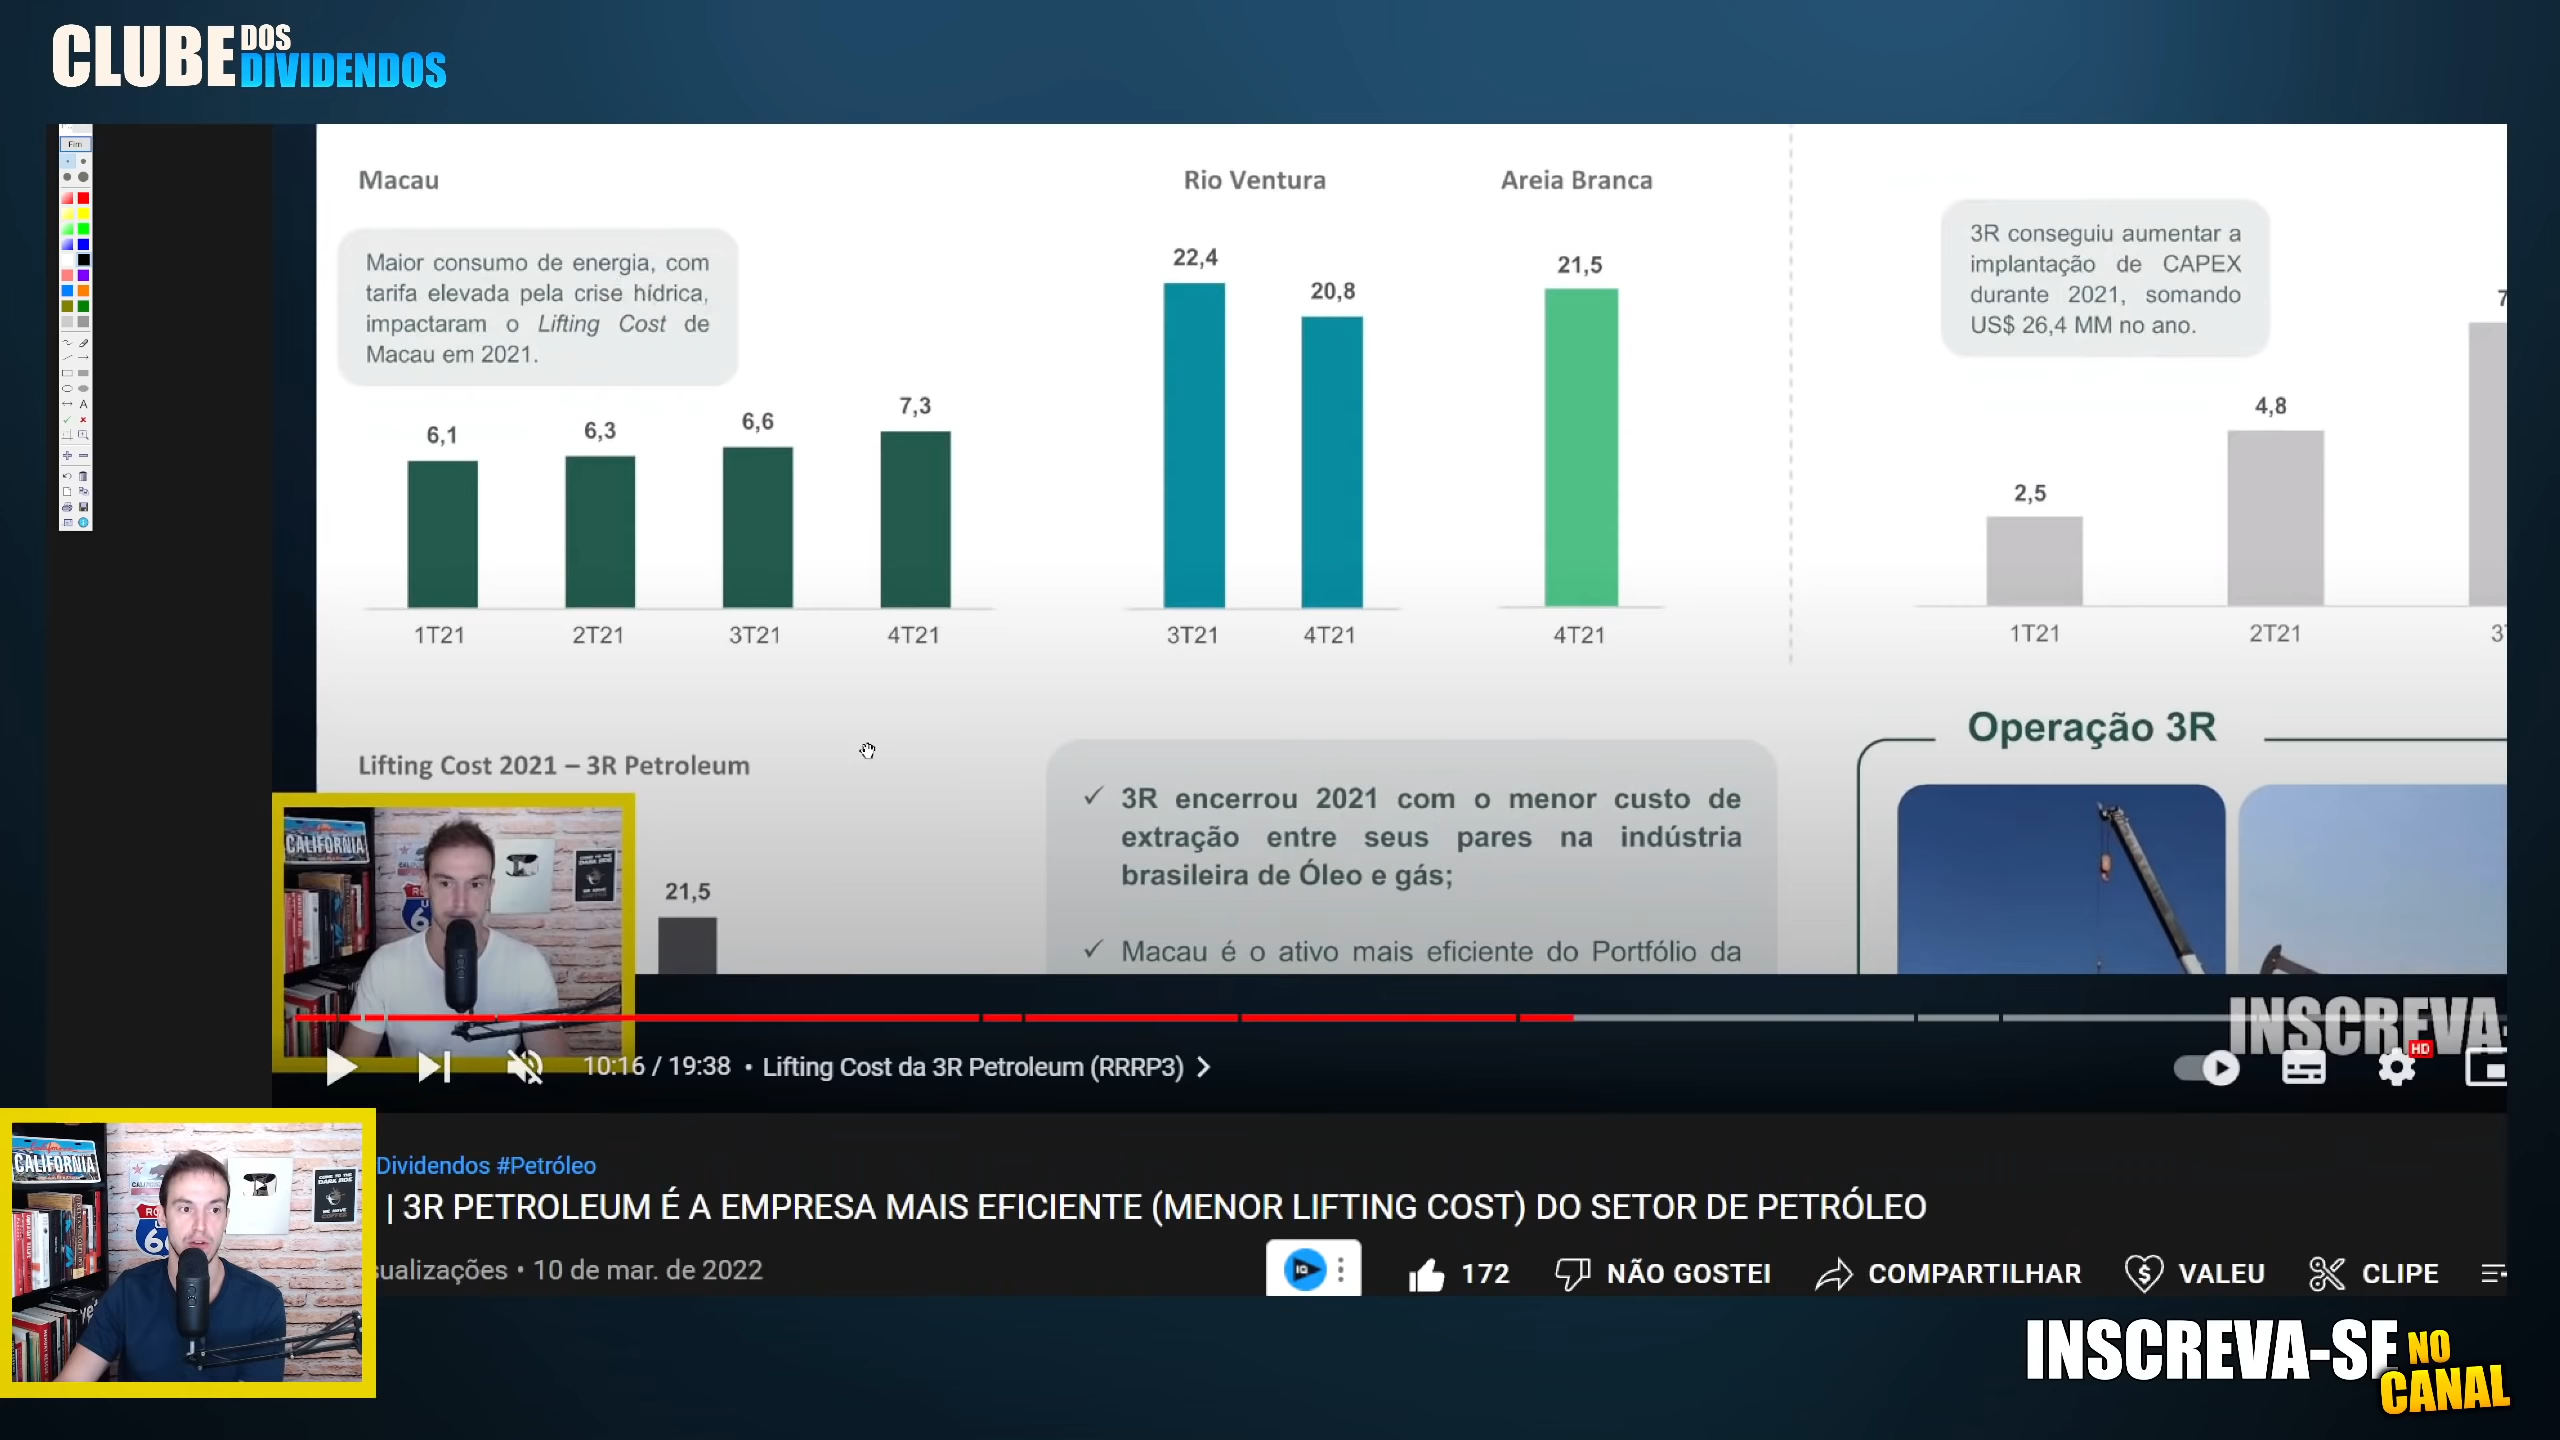 CLUBE DOS DIVIDENDOS
Fim
Macau
Rio Ventura
Areia Branca
Maior consumo de energia, com
tarifa elevada pela crise hídrica,
impactaram o Lifting Cost de
Macau em 2021.
3R conseguiu aumentar a
implantação de CAPEX
durante 2021, somando
US$ 26,4 MM no ano.
6,1
6,3
6,6
7,3
22,4
20,8
21,5
2,5
4,8
7
1T21
2T21
3T21
4T21
3T21
4T21
4T21
1T21
2T21
Lifting Cost 2021 – 3R Petroleum
21,5
3R encerrou 2021 com o menor custo de
extração entre seus pares na indústria
brasileira de Óleo e gás;
Macau é o ativo mais eficiente do Portfólio da
Operação 3R
CALIFORNIA
INSCREVA-
10:16 / 19:38 • Lifting Cost da 3R Petroleum (RRRP3)
HD
Dividendos #Petróleo
| 3R PETROLEUM É A EMPRESA MAIS EFICIENTE (MENOR LIFTING COST) DO SETOR DE PETRÓLEO
sualizações • 10 de mar. de 2022
172
NÃO GOSTEI
COMPARTILHAR
VALEU
CLIPE
CALIFORNIA
INSCREVA-SE NO
CANAL